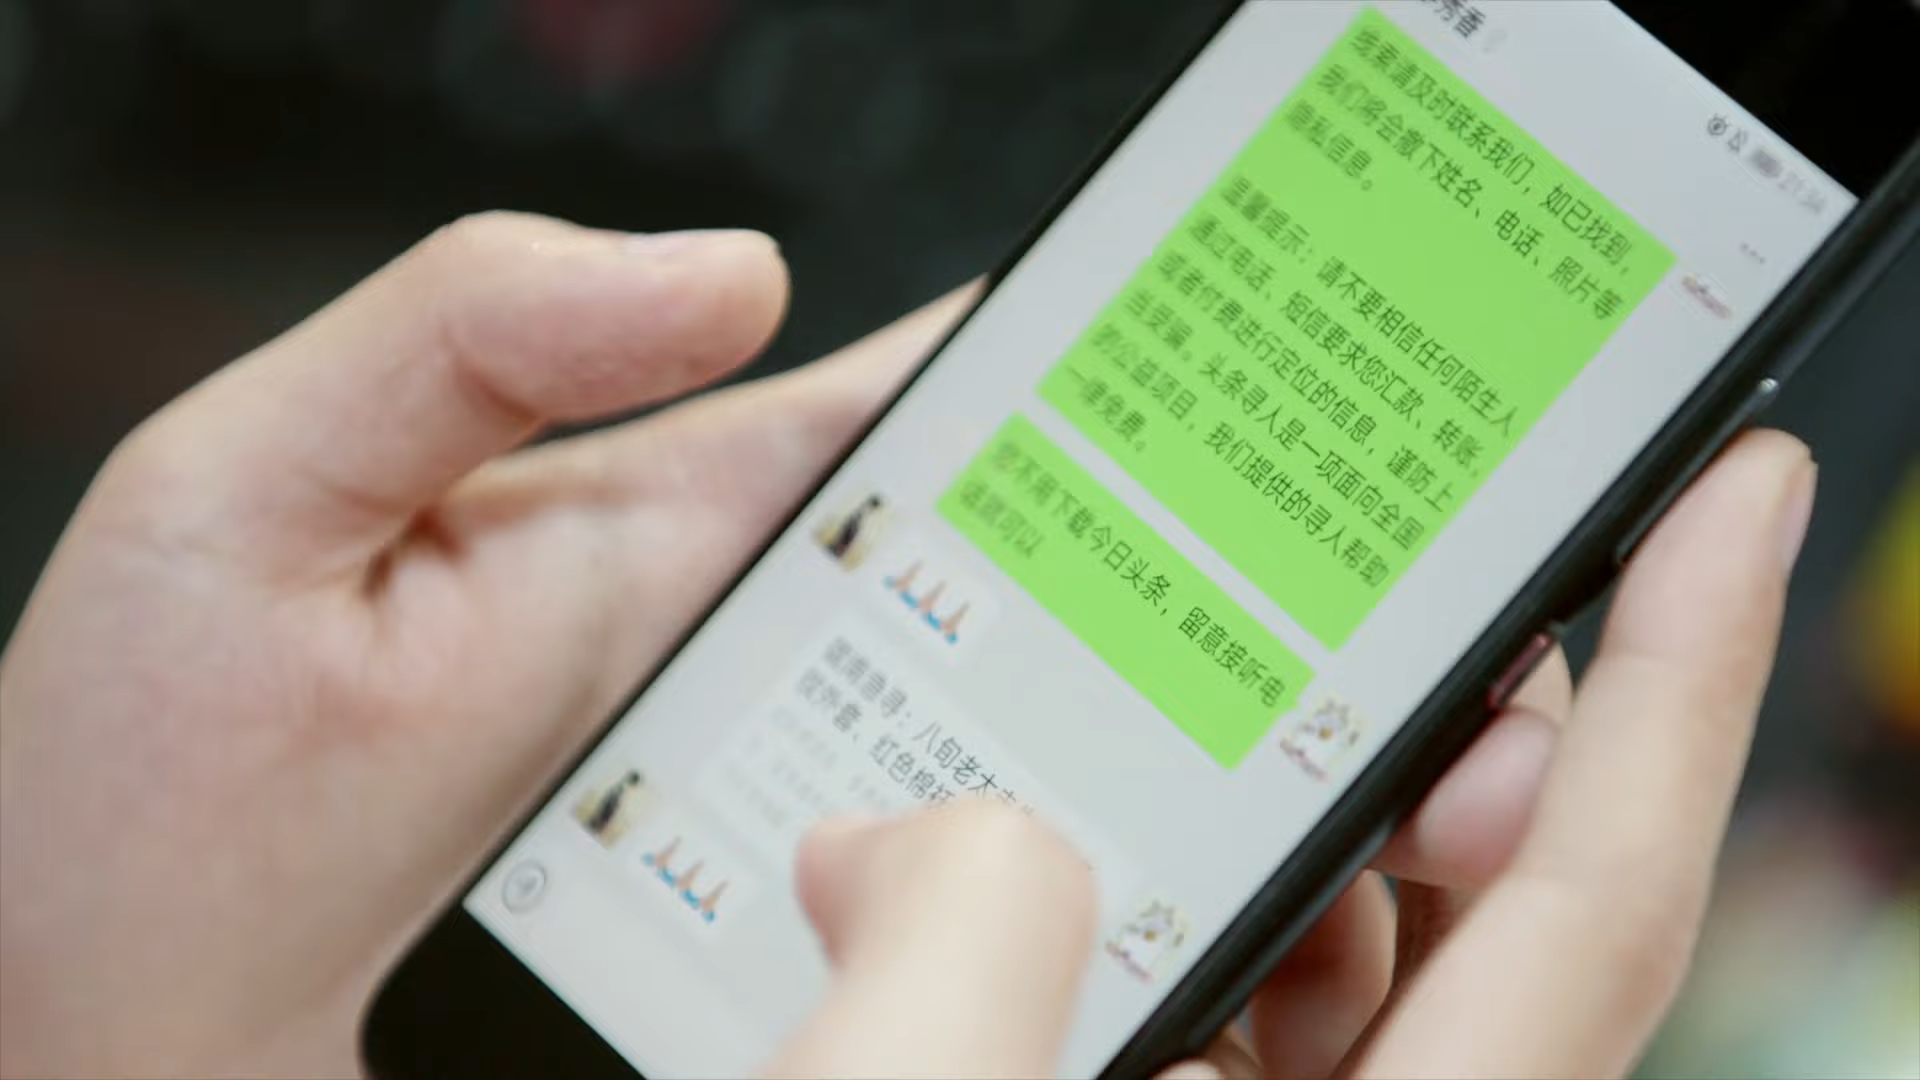 秀香
线索请及时联系我们，如已找到，
我们将会撤下姓名、电话、照片等
隐私信息。
温馨提示：请不要相信任何陌生人
通过电话、短信要求您汇款、转账，
或者付费进行定位的信息，谨防上
当受骗。头条寻人是一项面向全国
的公益项目，我们提供的寻人帮助
一律免费。
您不用下载今日头条，留意接听电
话就可以
急寻：八旬老太
外套、红色棉